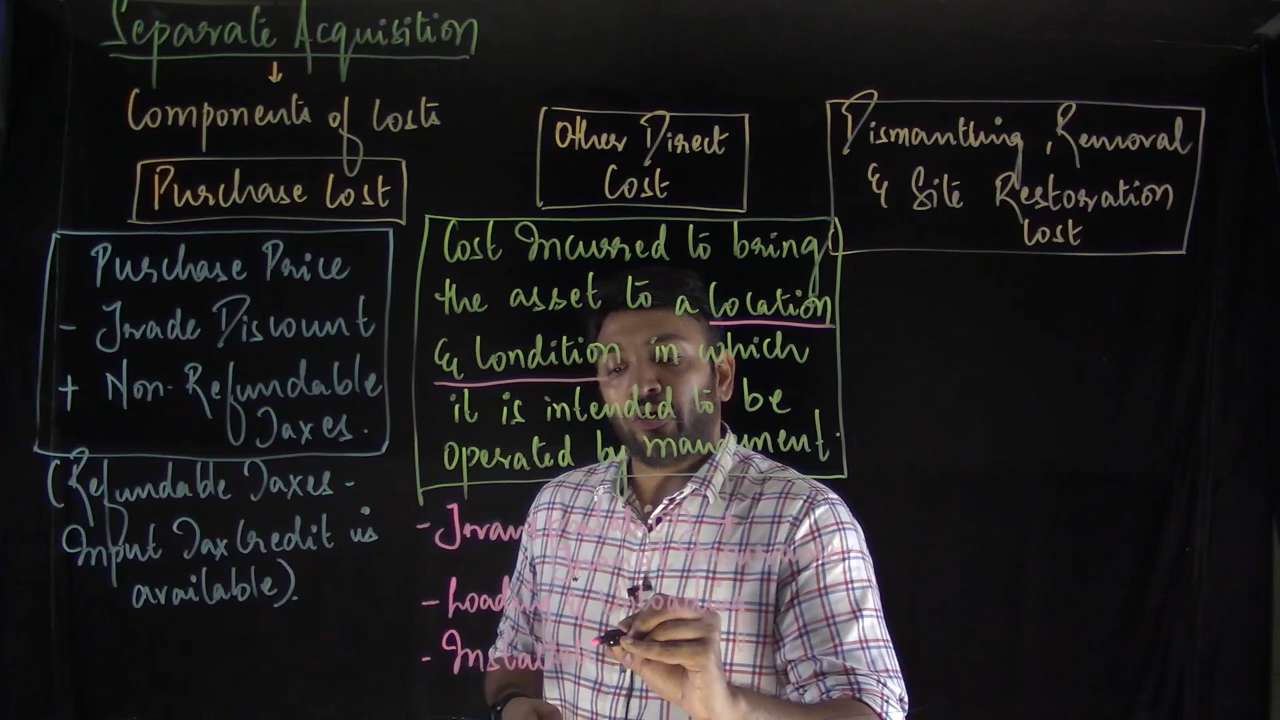 Separate Acquisition
↓
Components of Costs
Purchase Cost
Purchase Price
- Trade Discount
+ Non-Refundable
Taxes.
(Refundable Taxes -
Input Tax Credit is
available).
Other Direct
Cost
Cost Incurred to bring
the asset to a location
& Condition in which
it is intended to be
operated by
- Loading &
Dismantling, Removal
& Site Restoration
Cost